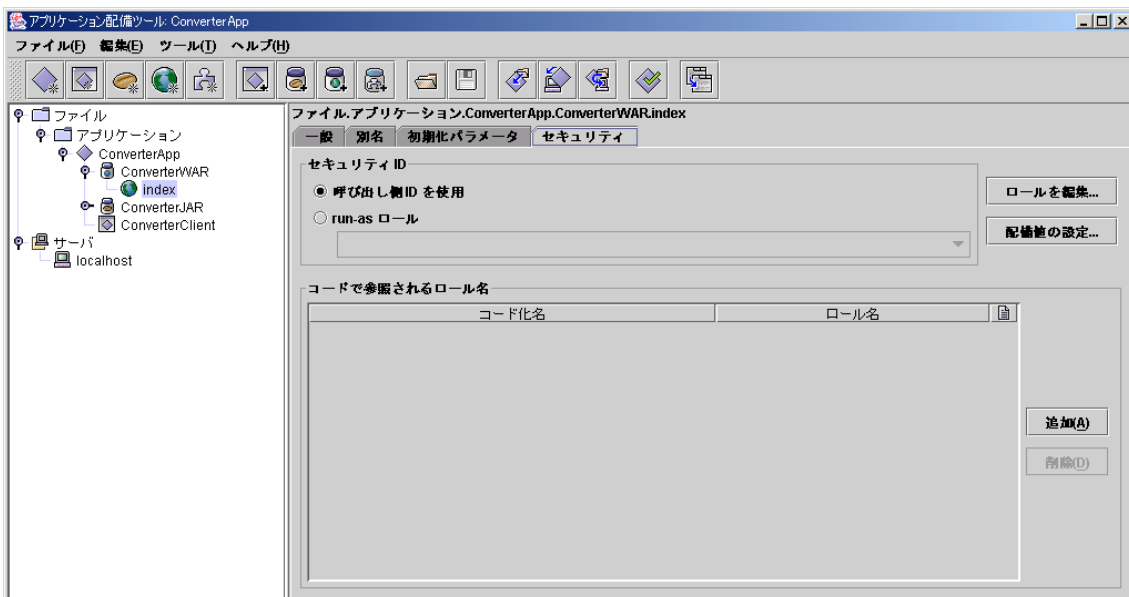 アプリケーション配備ツール: ConverterApp
ファイル(F) 編集(E) ツール(T) ヘルプ(H)
ファイル
アプリケーション
ConverterApp
ConverterWAR
index
ConverterJAR
ConverterClient
サーバ
localhost
ファイル.アプリケーション.ConverterApp.ConverterWAR.index
一般 別名 初期化パラメータ セキュリティ
セキュリティ ID
呼び出し側ID を使用
run-as ロール
ロールを編集...
配備値の設定...
コードで参照されるロール名
コード化名 ロール名
追加(A)
削除(D)